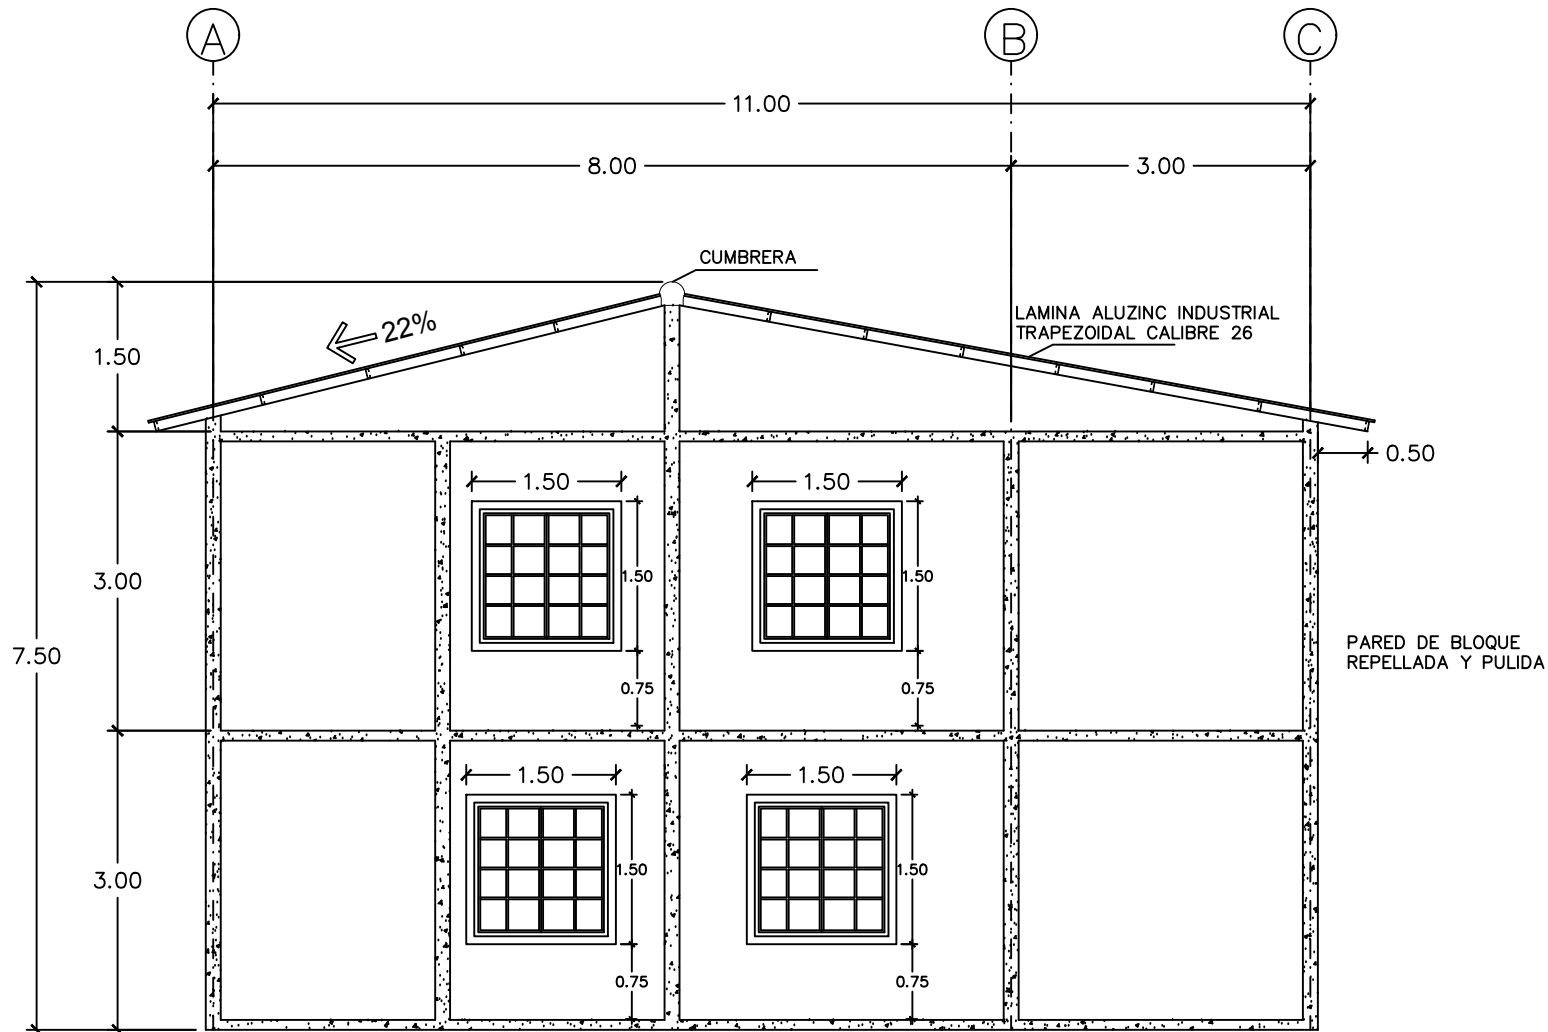 A
B
C
11.00
8.00
3.00
CUMBRERA
LAMINA ALUZINC INDUSTRIAL
TRAPEZOIDAL CALIBRE 26
22%
1.50
0.50
1.50
1.50
3.00
1.50
1.50
7.50
PARED DE BLOQUE
REPELLADA Y PULIDA
0.75
0.75
1.50
1.50
3.00
1.50
1.50
0.75
0.75